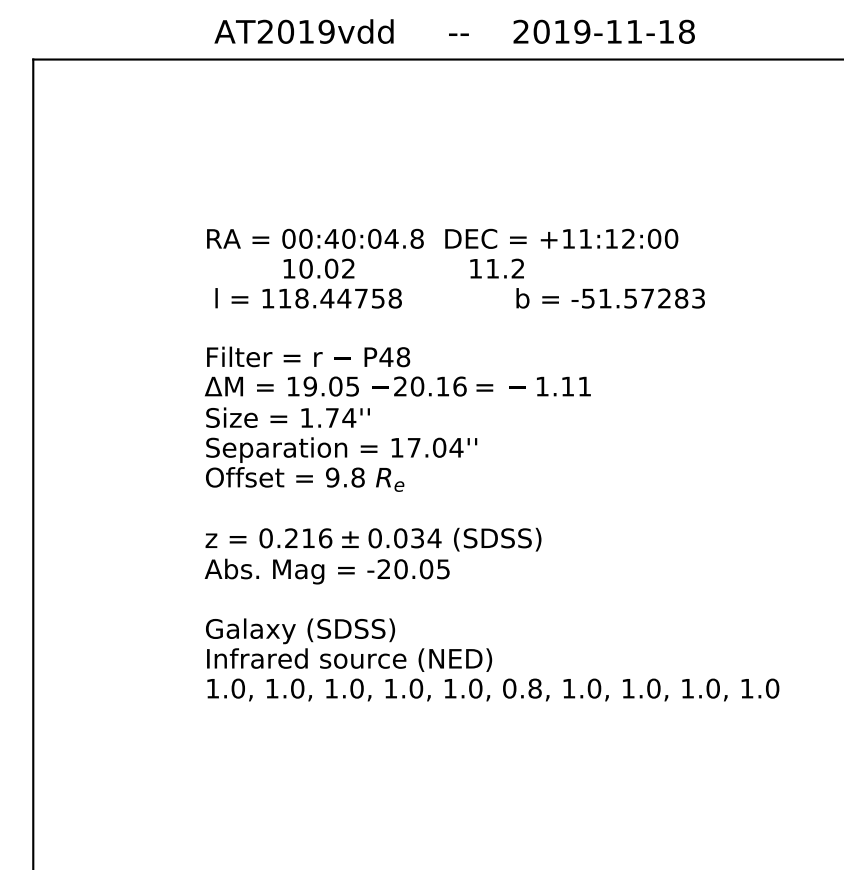 AT2019vdd -- 2019-11-18
RA = 00:40:04.8 DEC = +11:12:00
10.02 11.2
l = 118.44758 b = -51.57283
Filter = r − P48
ΔM = 19.05 −20.16 = − 1.11
Size = 1.74''
Separation = 17.04''
Offset = 9.8 Rₑ
z = 0.216 ± 0.034 (SDSS)
Abs. Mag = -20.05
Galaxy (SDSS)
Infrared source (NED)
1.0, 1.0, 1.0, 1.0, 1.0, 0.8, 1.0, 1.0, 1.0, 1.0